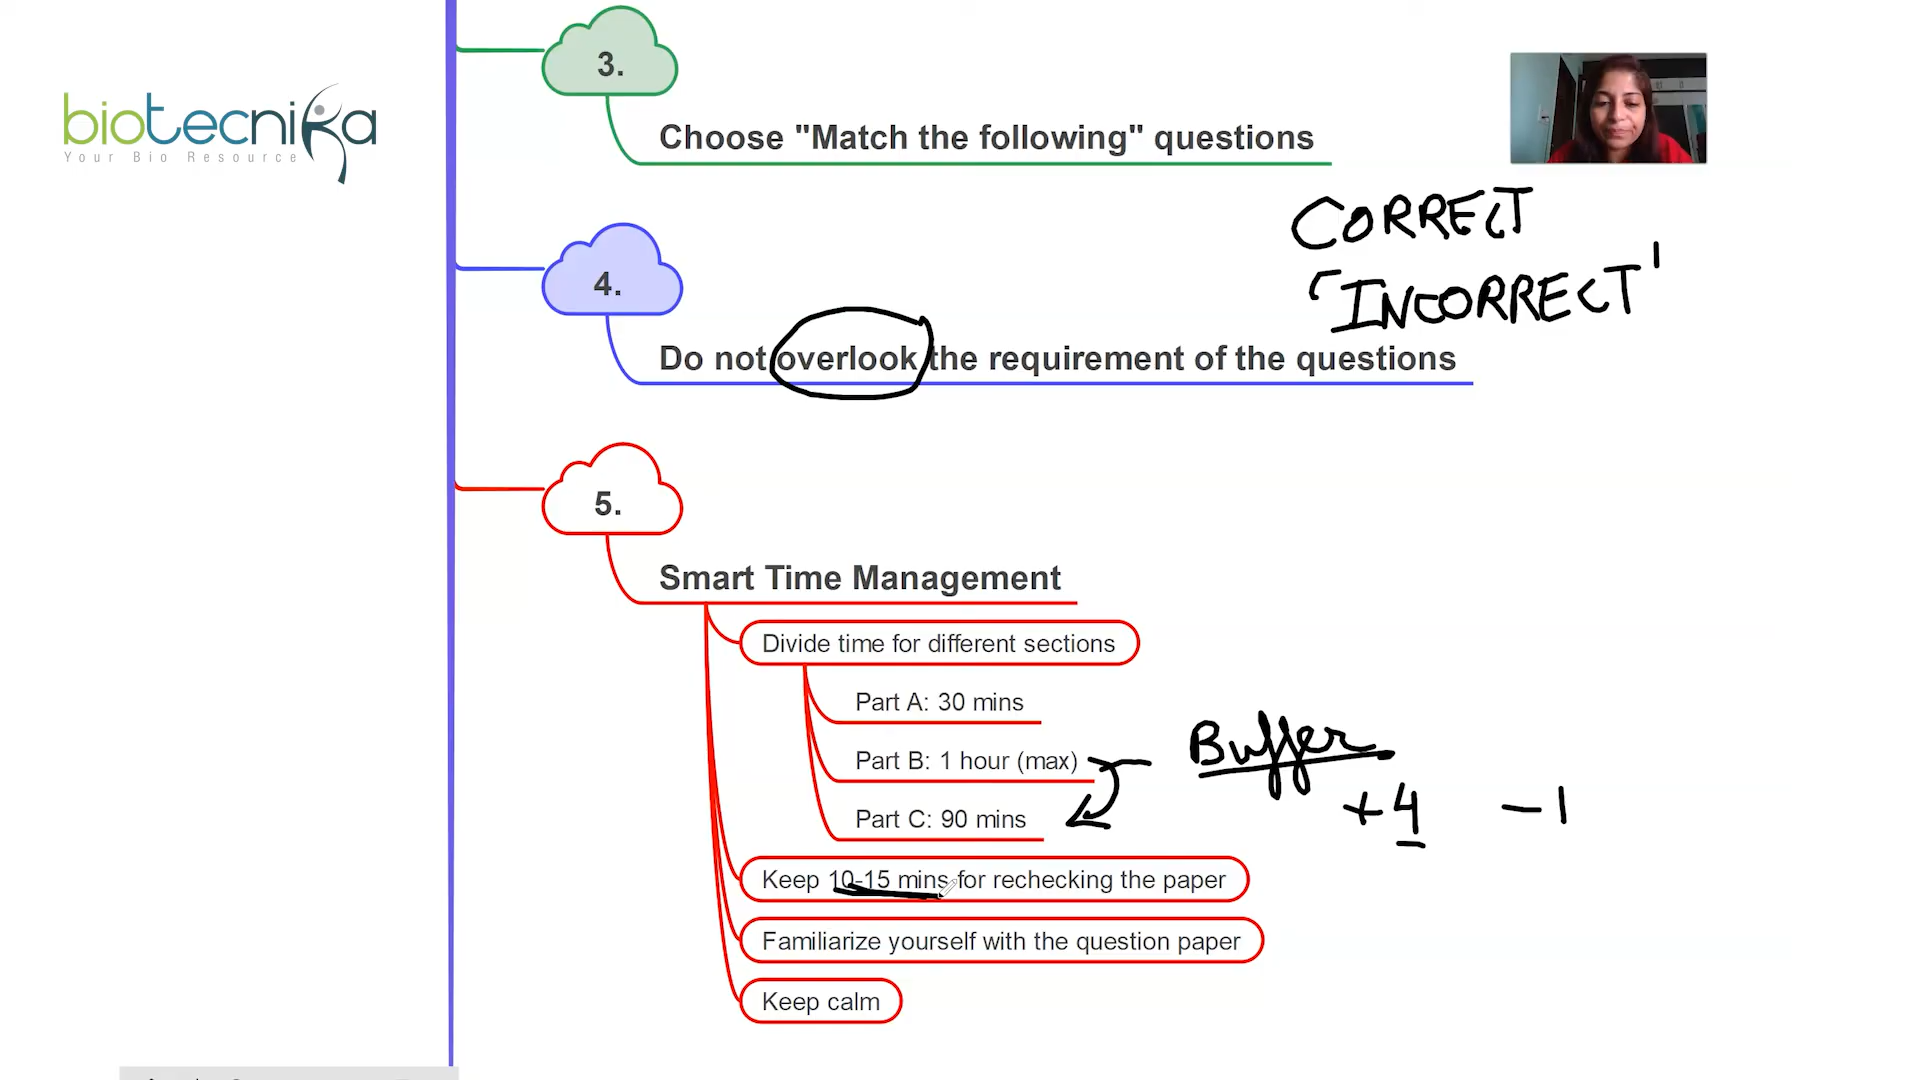 biotecnika
Your Bio Resource
3.
Choose "Match the following" questions
CORRECT
'INCORRECT'
4.
Do not overlook the requirement of the questions
5.
Smart Time Management
Divide time for different sections
Part A: 30 mins
Part B: 1 hour (max)
Buffer
+4 -1
Part C: 90 mins
Keep 10-15 mins for rechecking the paper
Familiarize yourself with the question paper
Keep calm